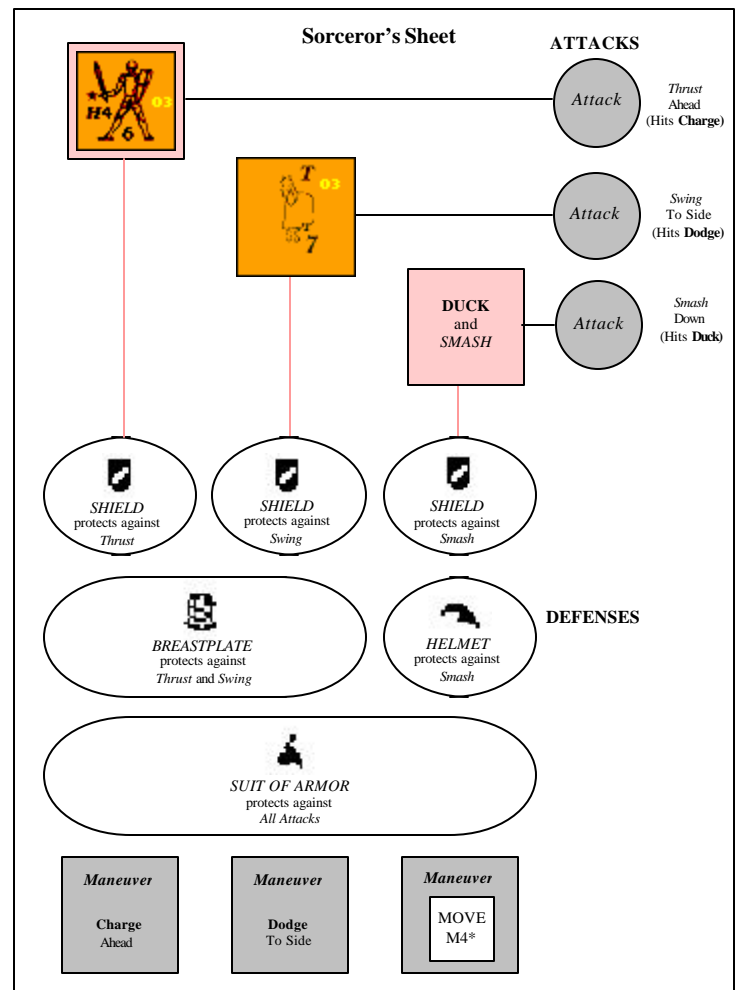 Sorceror's Sheet
ATTACKS
03
H4
6
Attack
Thrust
Ahead
(Hits Charge)
T
03
T
7
Attack
Swing
To Side
(Hits Dodge)
DUCK
and
SMASH
Attack
Smash
Down
(Hits Duck)
SHIELD
protects against
Thrust
SHIELD
protects against
Swing
SHIELD
protects against
Smash
BREASTPLATE
protects against
Thrust and Swing
HELMET
protects against
Smash
DEFENSES
SUIT OF ARMOR
protects against
All Attacks
Maneuver
Charge
Ahead
Maneuver
Dodge
To Side
Maneuver
MOVE
M4*